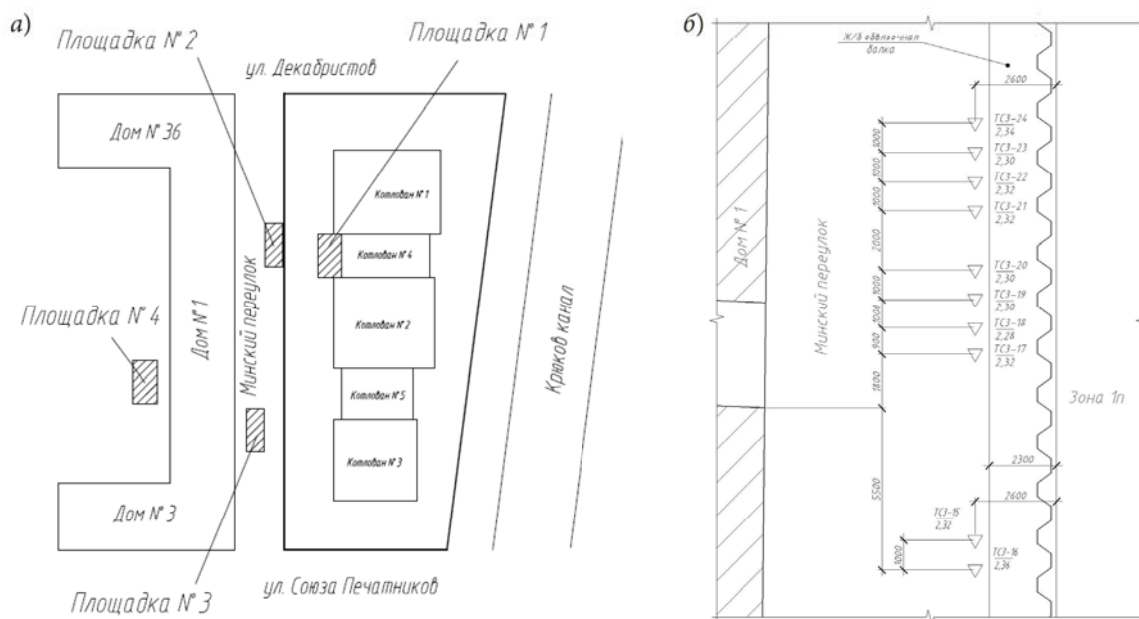 а)
Площадка № 2
Площадка № 1
ул. Декабристов
Дом № 36
Котлован № 1
Котлован № 4
Площадка № 4
Дом № 1
Минский переулок
Котлован № 2
Крюков канал
Котлован № 5
Котлован № 3
Дом № 3
ул. Союза Печатников
Площадка № 3
б)
Ж/б обвязочная
балка
2600
ТСЗ-24
2,34
1000
ТСЗ-23
2,30
1000
ТСЗ-22
2,32
1000
ТСЗ-21
2,32
Дом № 1
Минский переулок
2000
ТСЗ-20
2,30
1000
ТСЗ-19
2,30
1008
ТСЗ-18
2,28
900
ТСЗ-17
2,32
1800
Зона 1п
2300
5500
2600
ТСЗ-15
2,32
1000
ТСЗ-16
2,36